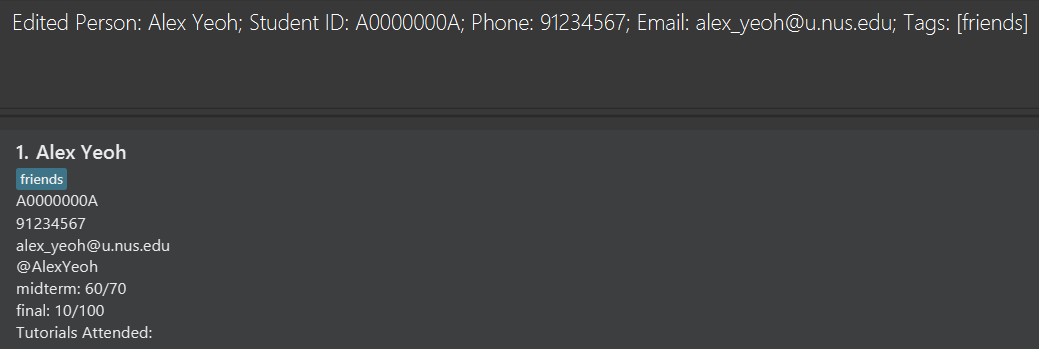 Edited Person: Alex Yeoh; Student ID: A0000000A; Phone: 91234567; Email: alex_yeoh@u.nus.edu; Tags: [friends]
1. Alex Yeoh
friends
A0000000A
91234567
alex_yeoh@u.nus.edu
@AlexYeoh
midterm: 60/70
final: 10/100
Tutorials Attended: